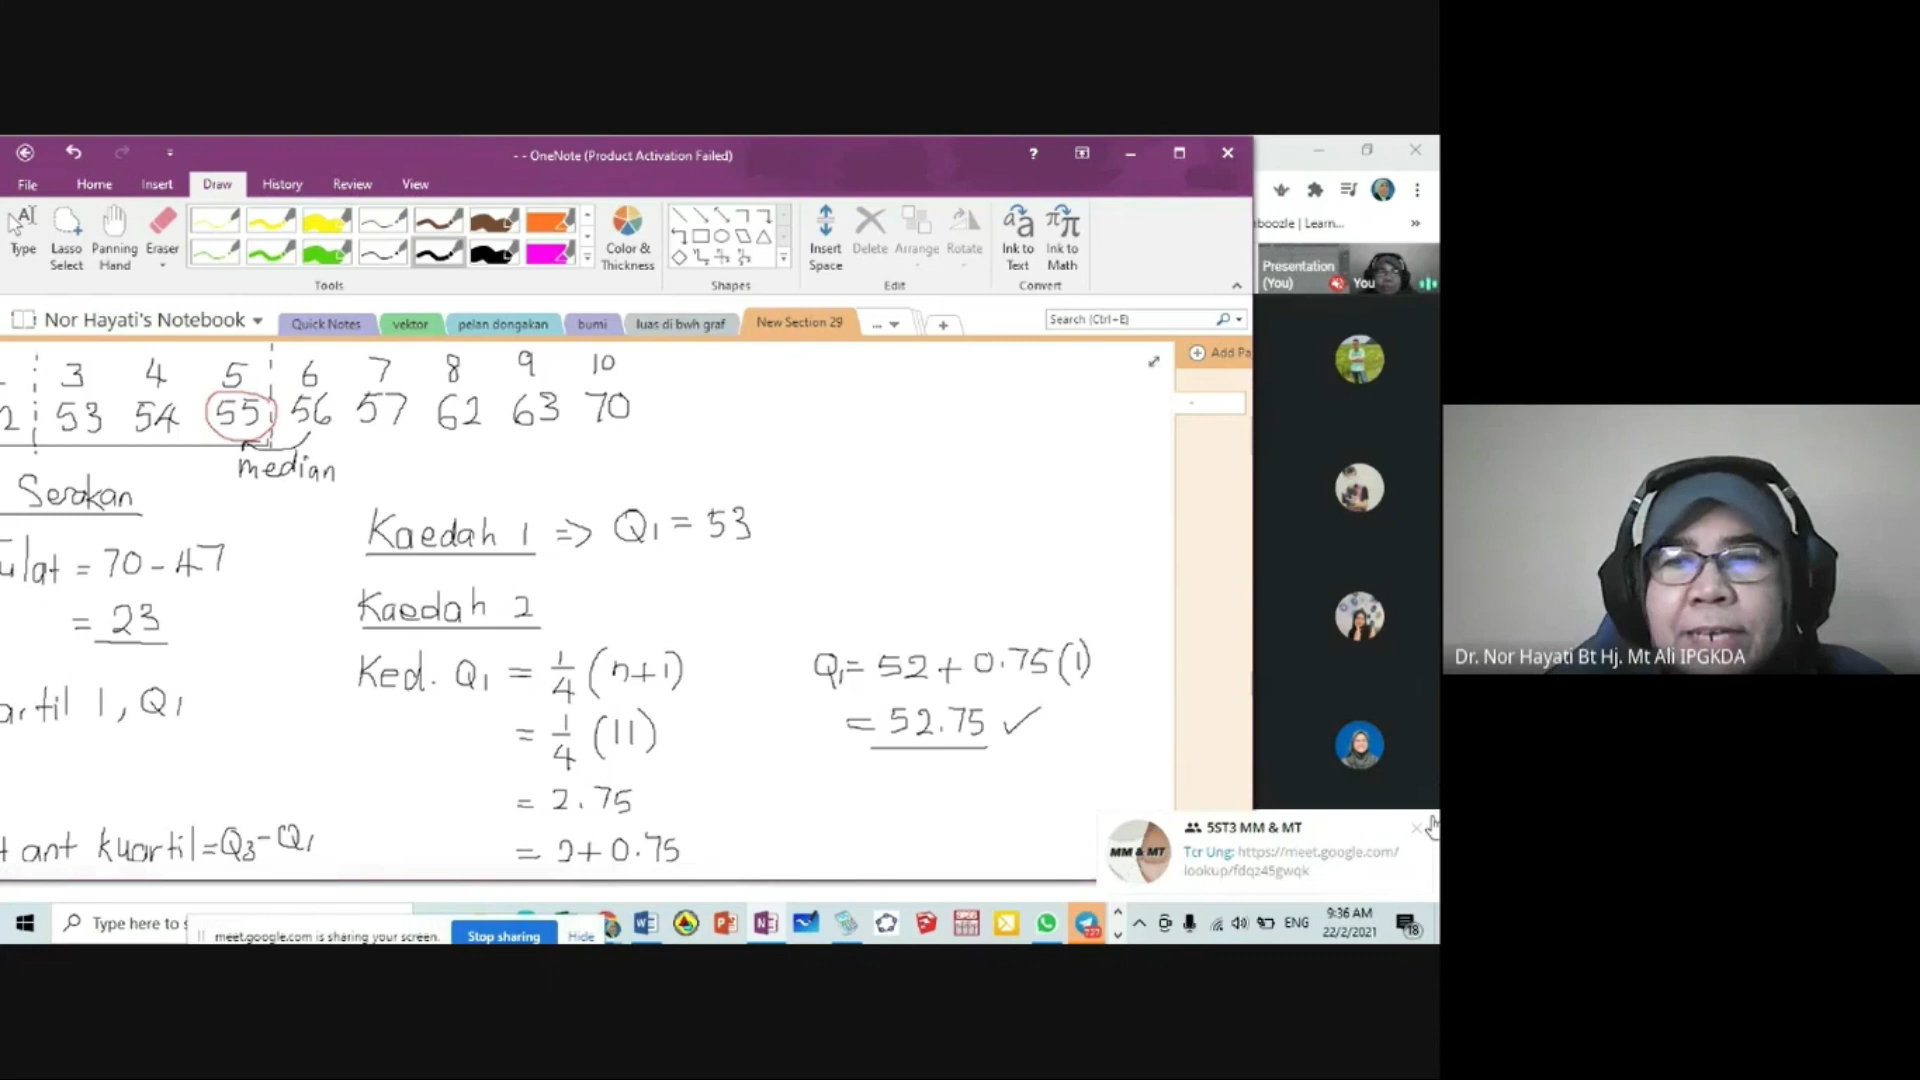 - - OneNote (Product Activation Failed)
File Home Insert Draw History Review View
Type Lasso Select Panning Hand Eraser Color & Thickness Insert Space Delete Arrange Rotate Ink to Text Ink to Math
Tools Shapes Edit Convert
Nor Hayati's Notebook Quick Notes vektor pelan dongakan bumi luas di bwh graf New Section 29 ... + Search (Ctrl+E)
Add Pa
boozle | Learn...
Presentation (You)
You
3 4 5 6 7 8 9 10
2 53 54 55 56 57 62 63 70
median
Serakan
ulat = 70 - 47
= 23
artil 1, Q1
t ant kuartil = Q3 - Q1
Kaedah 1 => Q1 = 53
Kaedah 2
Ked. Q1 = 1/4 (n+1)
= 1/4 (11)
= 2.75
= 2 + 0.75
Q1 = 52 + 0.75(1)
= 52.75 ✓
Dr. Nor Hayati Bt Hj. Mt Ali IPGKDA
MM & MT
5ST3 MM & MT
Tcr Ung: https://meet.google.com/
lookup/fdqz45gwqk
Type here to s
meet.google.com is sharing your screen. Stop sharing Hide
ENG
9:36 AM
22/2/2021
18